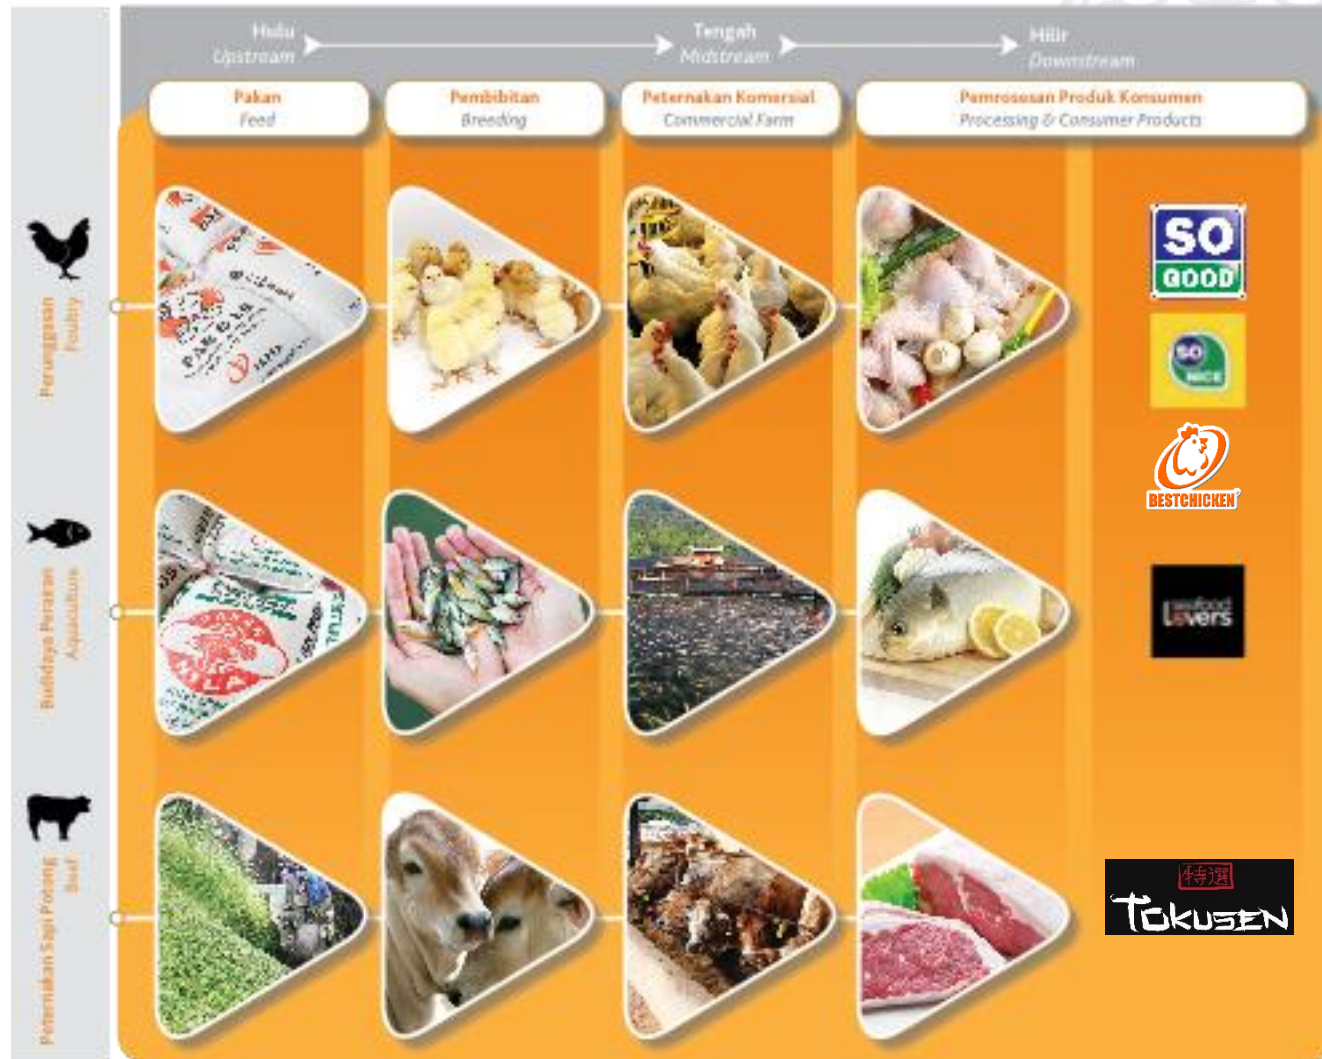 Hulu
Upstream
Tengah
Midstream
Hilir
Downstream
Pakan
Feed
Pembibitan
Breeding
Peternakan Komersial
Commercial Farm
Pemrosesan Produk Konsumen
Processing & Consumer Products
Perunggasan
Poultry
SO
GOOD
SO
NICE
BESTCHICKEN
Budidaya Perairan
Aquaculture
seafood
Lovers
Peternakan Sapi Potong
Beef
特選
TOKUSEN